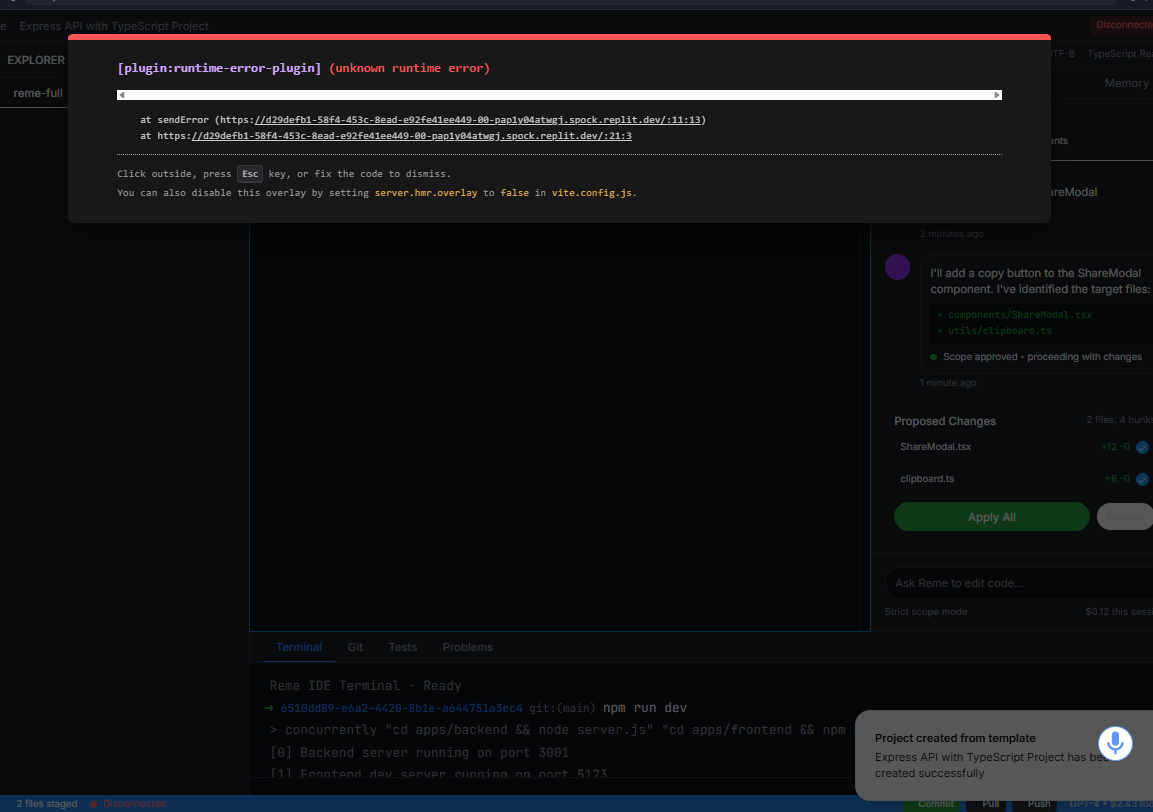 e Express API with TypeScript Project
Disconnecte
EXPLORER
TF-8 TypeScript Re
Memory
reme-full
[plugin:runtime-error-plugin] (unknown runtime error)
at sendError (https://d29defb1-58f4-453c-8ead-e92fe41ee449-00-pap1y04atwgj.spock.replit.dev/:11:13)
at https://d29defb1-58f4-453c-8ead-e92fe41ee449-00-pap1y04atwgj.spock.replit.dev/:21:3
Click outside, press Esc key, or fix the code to dismiss.
You can also disable this overlay by setting server.hmr.overlay to false in vite.config.js.
ents
reModal
2 minutes ago
I'll add a copy button to the ShareModal
component. I've identified the target files:
+ components/ShareModal.tsx
+ utils/clipboard.ts
Scope approved - proceeding with changes
1 minute ago
Proposed Changes 2 files, 4 hunks
ShareModal.tsx +12 -0
clipboard.ts +8 -0
Apply All
Ask Reme to edit code...
Strict scope mode $0.12 this sessi
Terminal Git Tests Problems
Reme IDE Terminal - Ready
→ 6510dd89-e6a2-4420-8b1e-a644751a3ec4 git:(main) npm run dev
> concurrently "cd apps/backend && node server.js" "cd apps/frontend && npm
[0] Backend server running on port 3001
[1] Frontend dev server running on port 5173
Project created from template
Express API with TypeScript Project has bee
created successfully
2 files staged Disconnected
Commit Pull Push GPT-4 • $2.43 tod